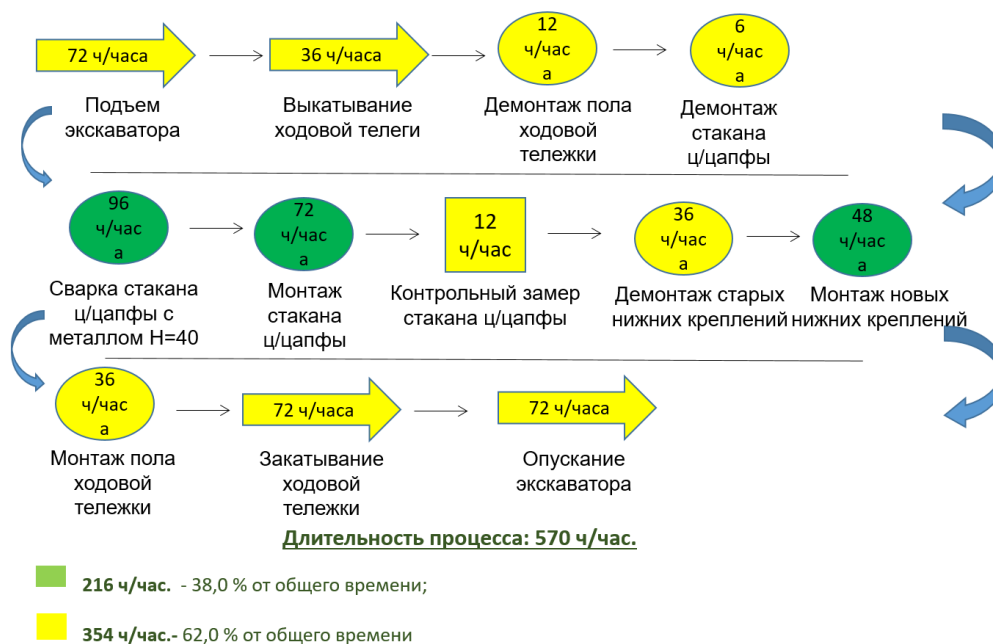 72 ч/часа
36 ч/часа
12
ч/час
а
6
ч/час
а
Подъем
экскаватора
Выкатывание
ходовой телеги
Демонтаж пола
ходовой
тележки
Демонтаж
стакана
ц/цапфы
96
ч/час
а
72
ч/час
а
12
ч/час
36
ч/час
а
48
ч/час
а
Сварка стакана
ц/цапфы с
металлом Н=40
Монтаж
стакана
ц/цапфы
Контрольный замер
стакана ц/цапфы
Демонтаж старых
нижних креплений
Монтаж новых
нижних креплений
36
ч/час
а
72 ч/часа
72 ч/часа
Монтаж пола
ходовой
тележки
Закатывание
ходовой
тележки
Опускание
экскаватора
Длительность процесса: 570 ч/час.
216 ч/час. - 38,0 % от общего времени;
354 ч/час.- 62,0 % от общего времени